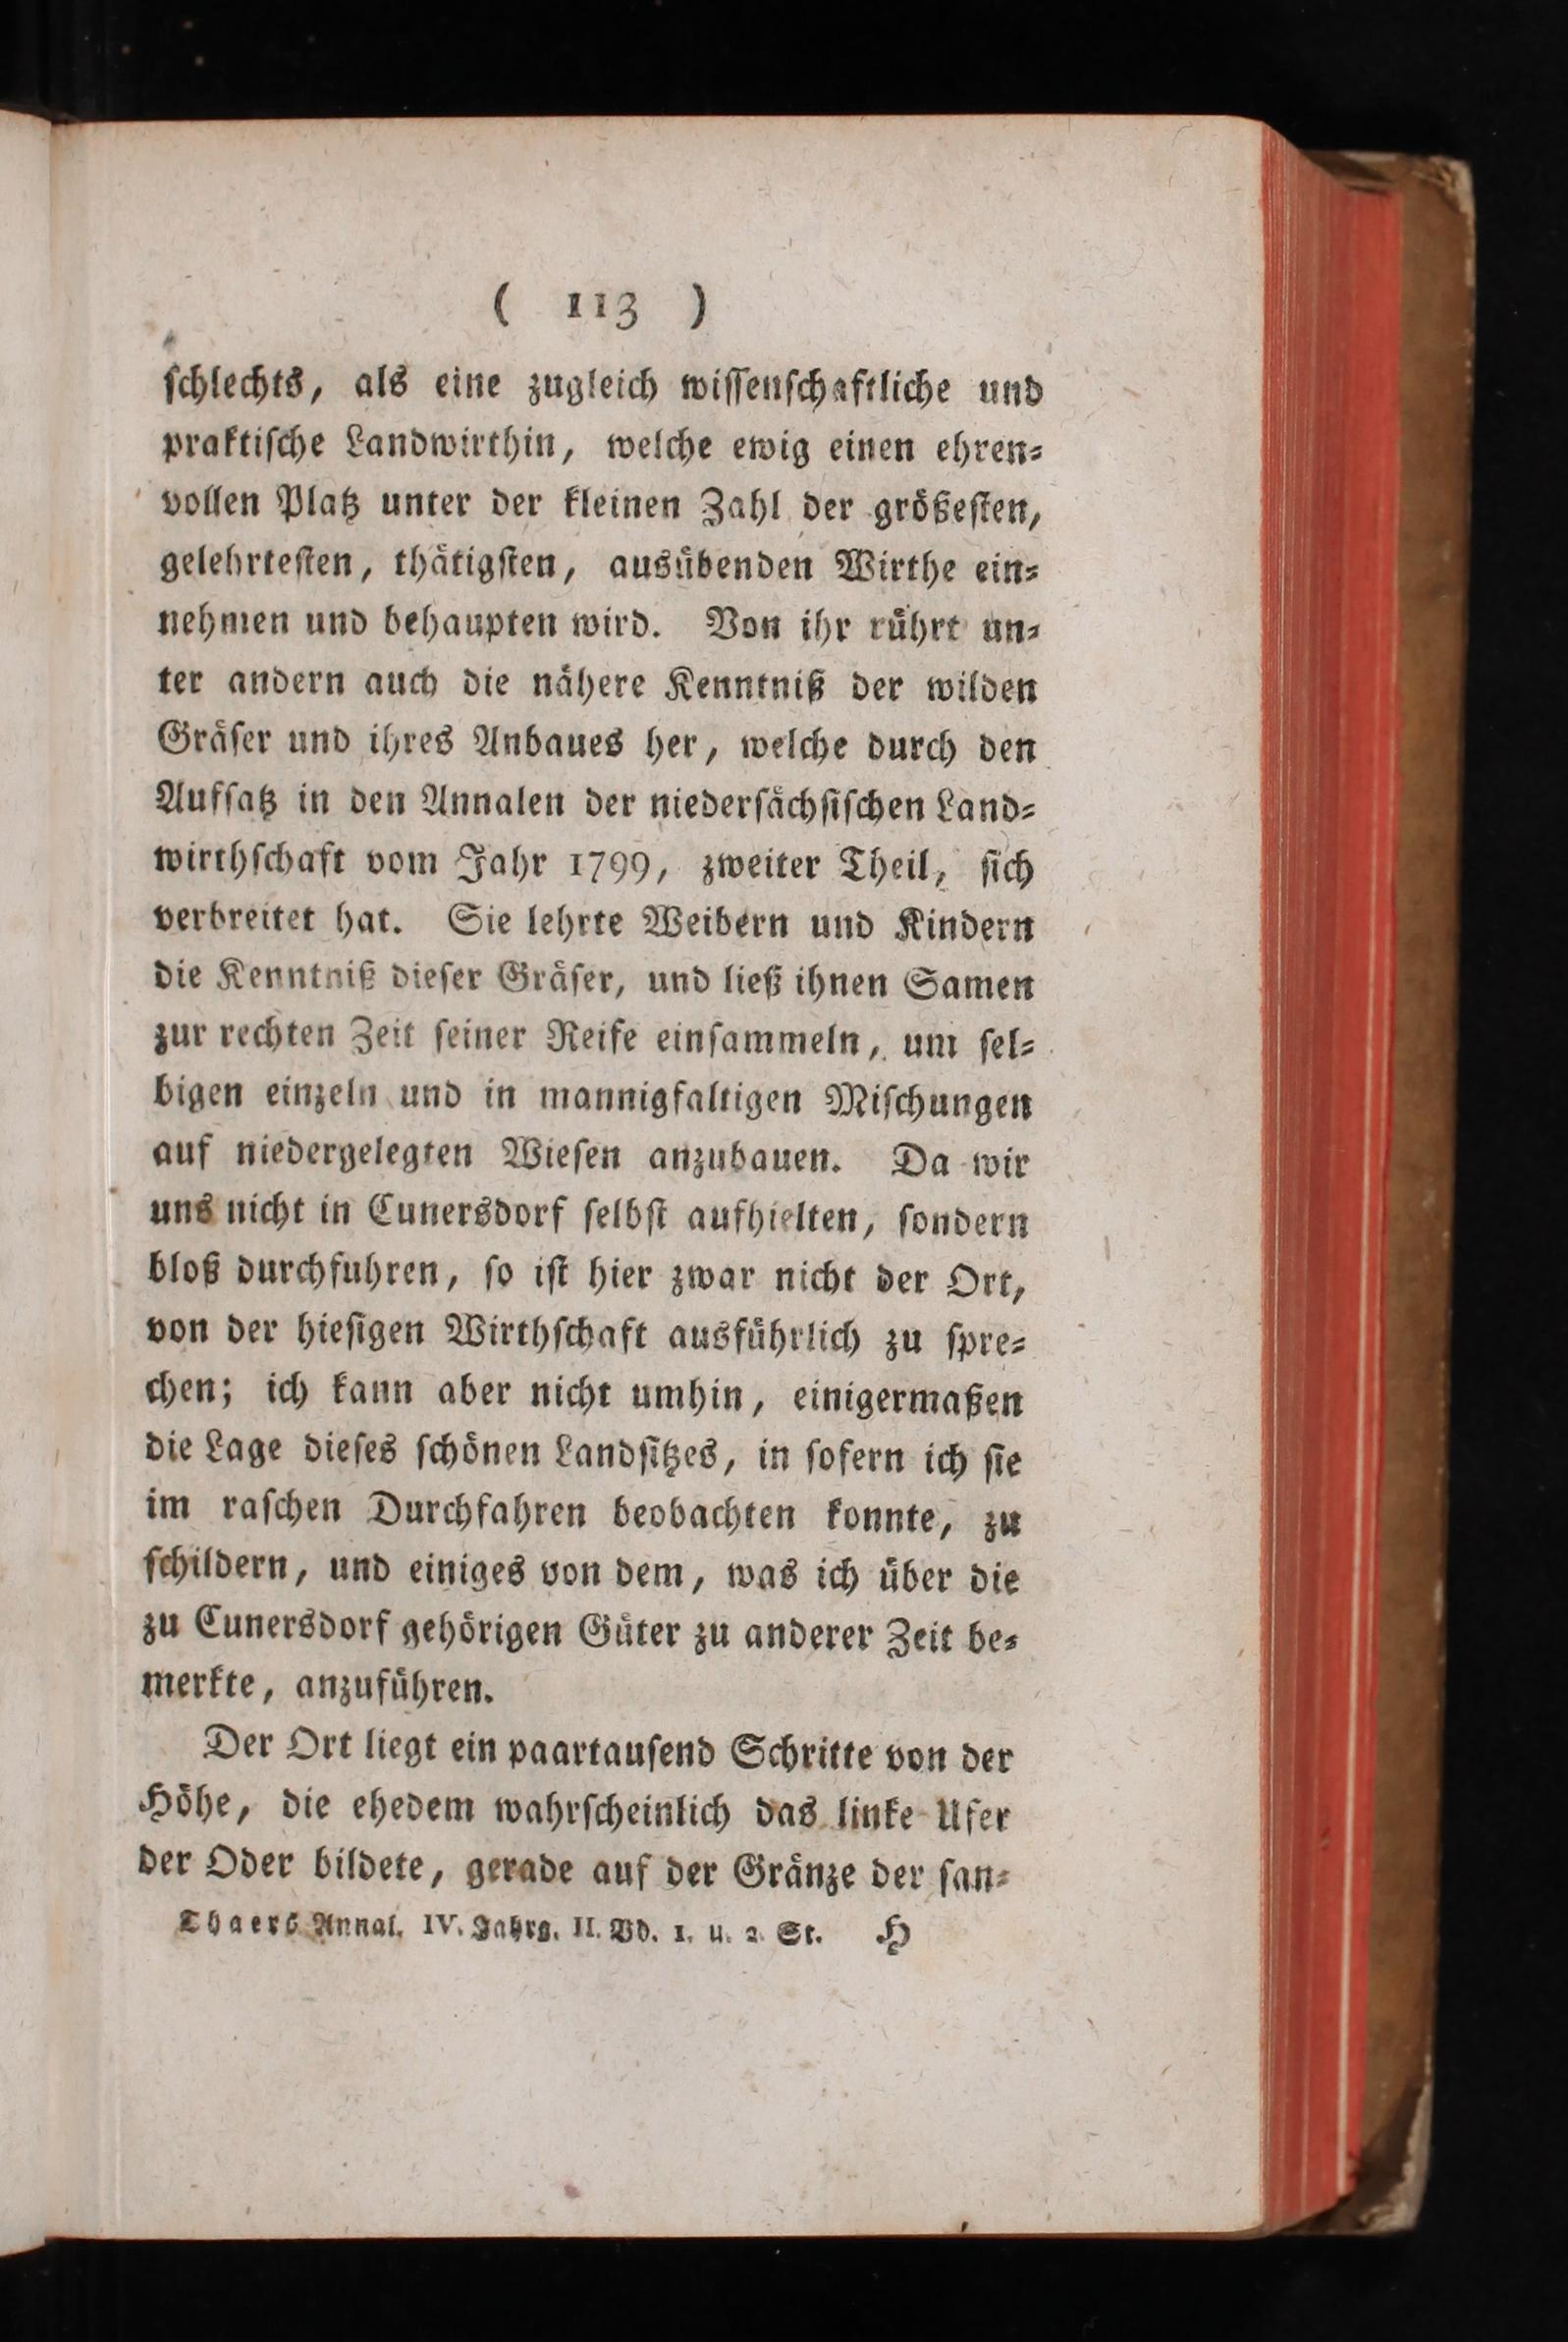 ( 113 )
ſchlechts, als eine zugleich wiſſenſchaftliche und
praktiſche Landwirthin, welche ewig einen ehren⸗
vollen Platz unter der kleinen Zahl der größeſten,
gelehrteſten, thätigſten, ausübenden Wirthe ein⸗
nehmen und behaupten wird. Von ihr rührt un⸗
ter andern auch die nähere Kenntniß der wilden
Gräſer und ihres Anbaues her, welche durch den
Aufſatz in den Annalen der niederſächſiſchen Land⸗
wirthſchaft vom Jahr 1799, zweiter Theil, ſich
verbreitet hat. Sie lehrte Weibern und Kindern
die Kenntniß dieſer Gräſer, und ließ ihnen Samen
zur rechten Zeit ſeiner Reife einſammeln, um ſel⸗
bigen einzeln und in mannigfaltigen Miſchungen
auf niedergelegten Wieſen anzubauen. Da wir
uns nicht in Cunersdorf ſelbſt aufhielten, ſondern
bloß durchfuhren, ſo iſt hier zwar nicht der Ort,
von der hieſigen Wirthſchaft ausführlich zu ſpre⸗
chen; ich kann aber nicht umhin, einigermaßen
die Lage dieſes ſchönen Landſitzes, in ſofern ich ſie
im raſchen Durchfahren beobachten konnte, zu
ſchildern, und einiges von dem, was ich über die
zu Cunersdorf gehörigen Güter zu anderer Zeit be⸗
merkte, anzuführen.
Der Ort liegt ein paartauſend Schritte von der
Höhe, die ehedem wahrſcheinlich das linke Ufer
der Oder bildete, gerade auf der Gränze der ſan⸗
Thaers Annal. IV. Jahrg. II. Bd. 1. u. 2. St. H